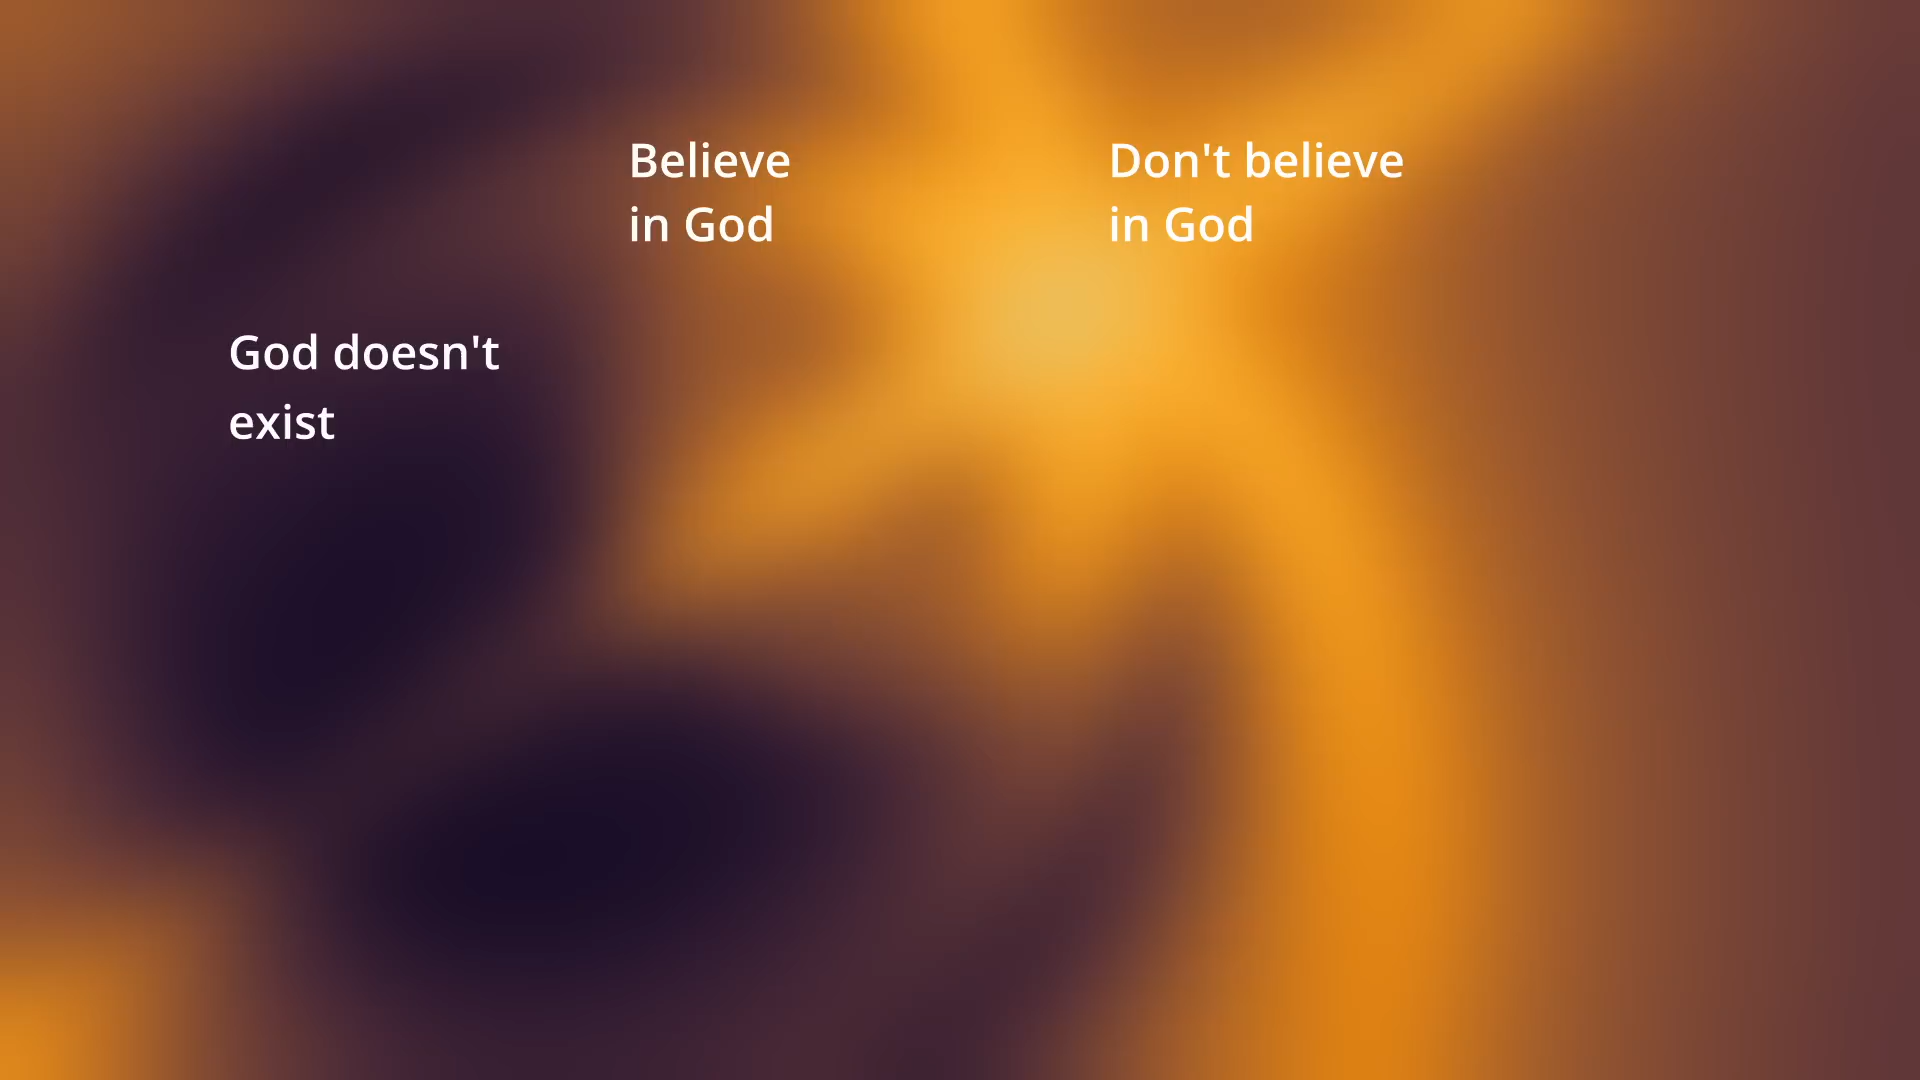 Believe
in God
Don't believe
in God
God doesn't
exist